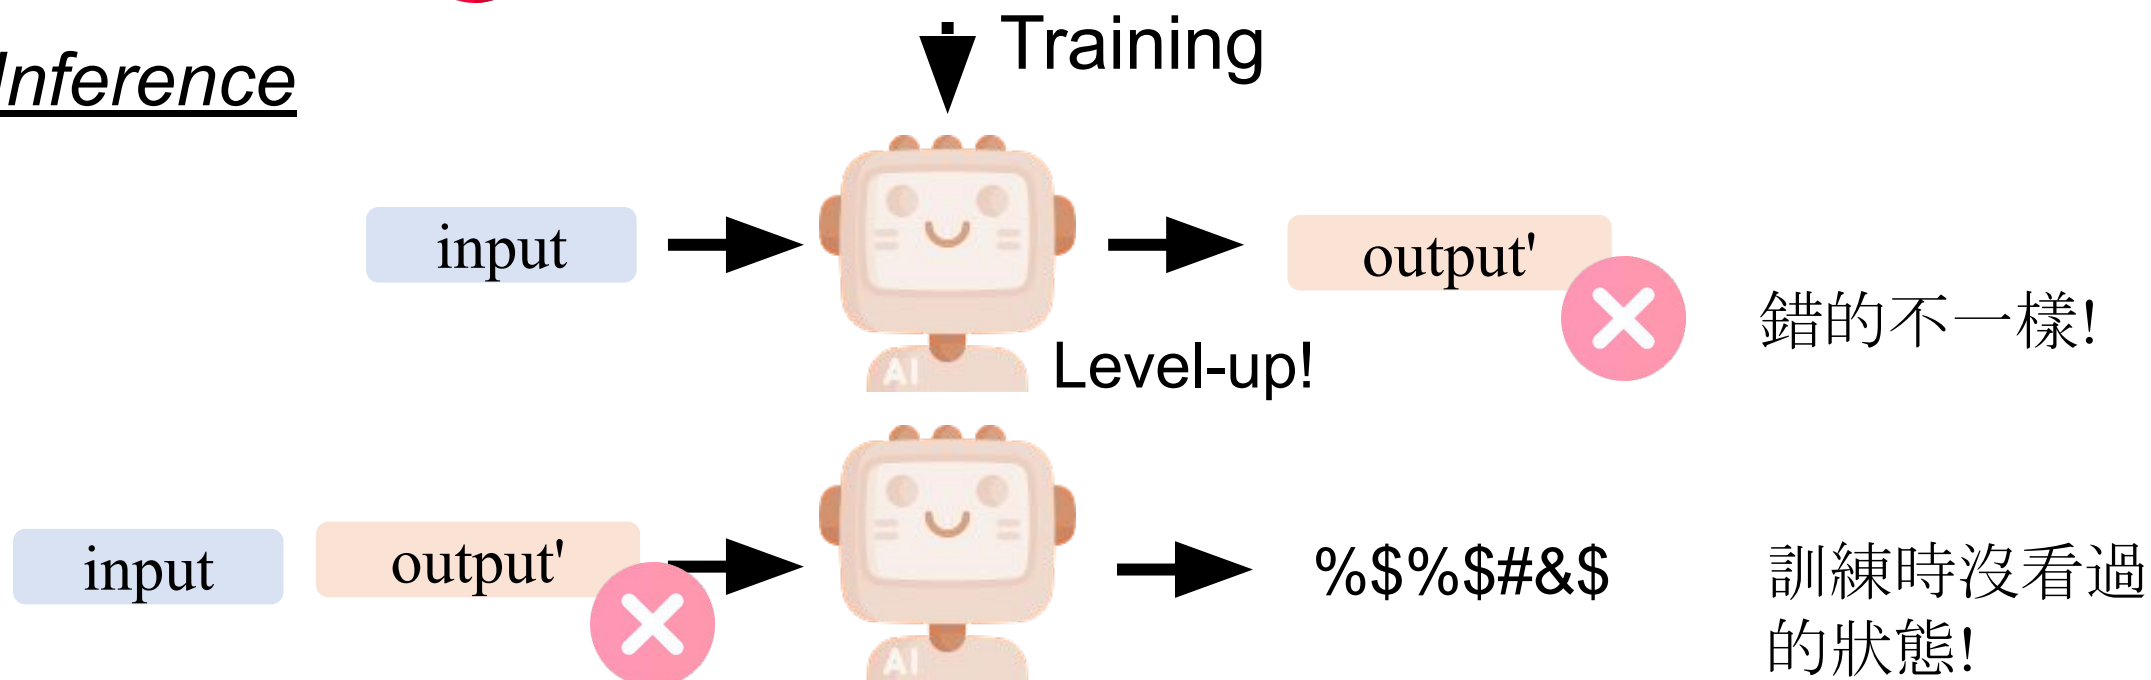 Training
Inference
input
output'
錯的不一樣!
AI
Level-up!
input
output'
%$%$#&$
訓練時沒看過
的狀態!
AI